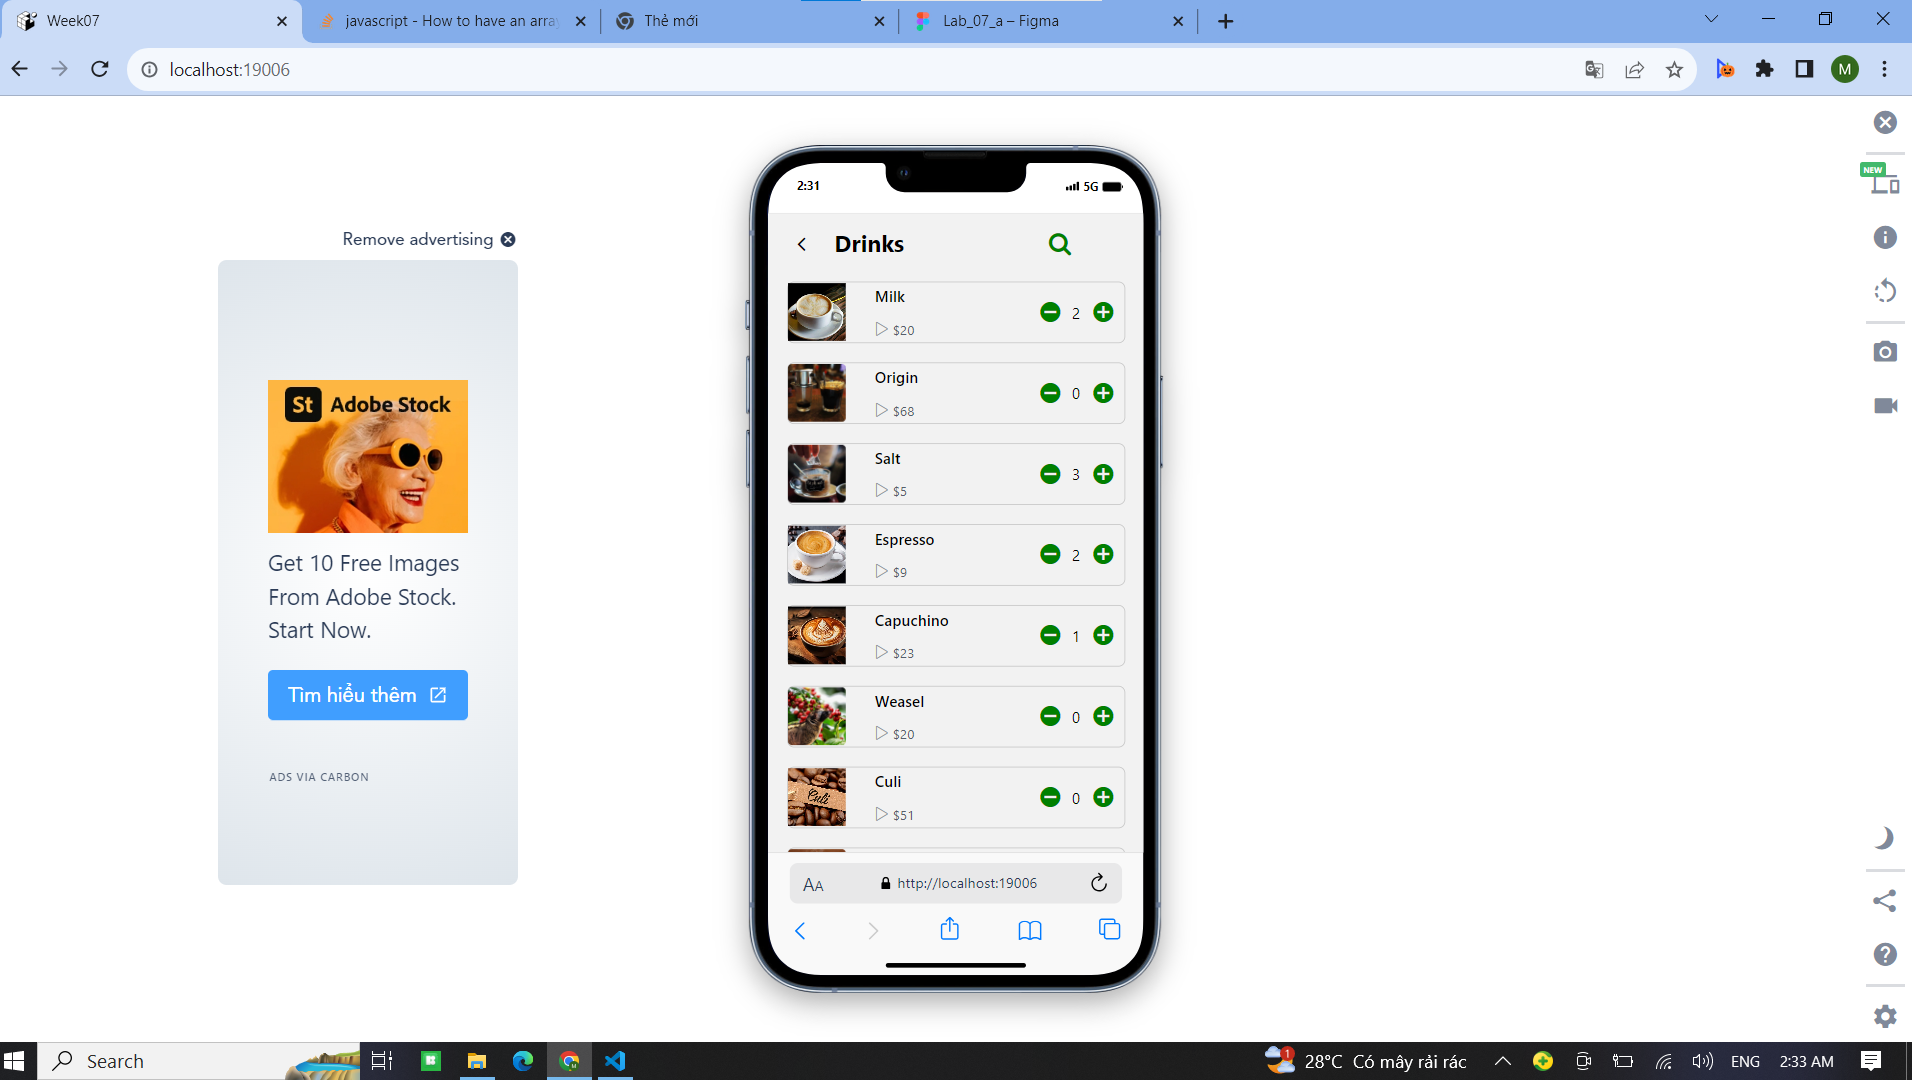 Week07
javascript - How to have an arra
Thẻ mới
Lab_07_a – Figma
localhost:19006
M
NEW
Remove advertising
St Adobe Stock
Get 10 Free Images
From Adobe Stock.
Start Now.
Tìm hiểu thêm
ADS VIA CARBON
2:31
5G
Drinks
Milk
$20
2
Origin
$68
0
Salt
$5
3
Espresso
$9
2
Capuchino
$23
1
Weasel
$20
0
Culi
Culi
$51
0
AA
http://localhost:19006
Search
1
28°C Có mây rải rác
ENG
2:33 AM